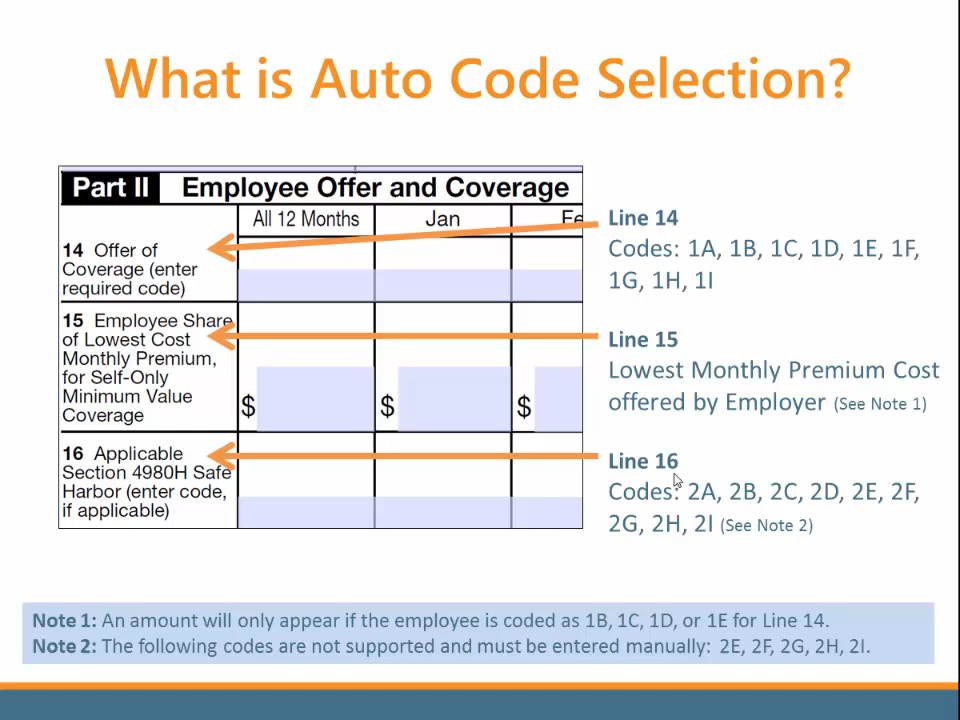 What is Auto Code Selection?
Part II Employee Offer and Coverage
All 12 Months Jan Fe
14 Offer of
Coverage (enter
required code)
15 Employee Share
of Lowest Cost
Monthly Premium,
for Self-Only
Minimum Value
Coverage
$ $ $
16 Applicable
Section 4980H Safe
Harbor (enter code,
if applicable)
Line 14
Codes: 1A, 1B, 1C, 1D, 1E, 1F,
1G, 1H, 1I
Line 15
Lowest Monthly Premium Cost
offered by Employer (See Note 1)
Line 16
Codes: 2A, 2B, 2C, 2D, 2E, 2F,
2G, 2H, 2I (See Note 2)
Note 1: An amount will only appear if the employee is coded as 1B, 1C, 1D, or 1E for Line 14.
Note 2: The following codes are not supported and must be entered manually: 2E, 2F, 2G, 2H, 2I.